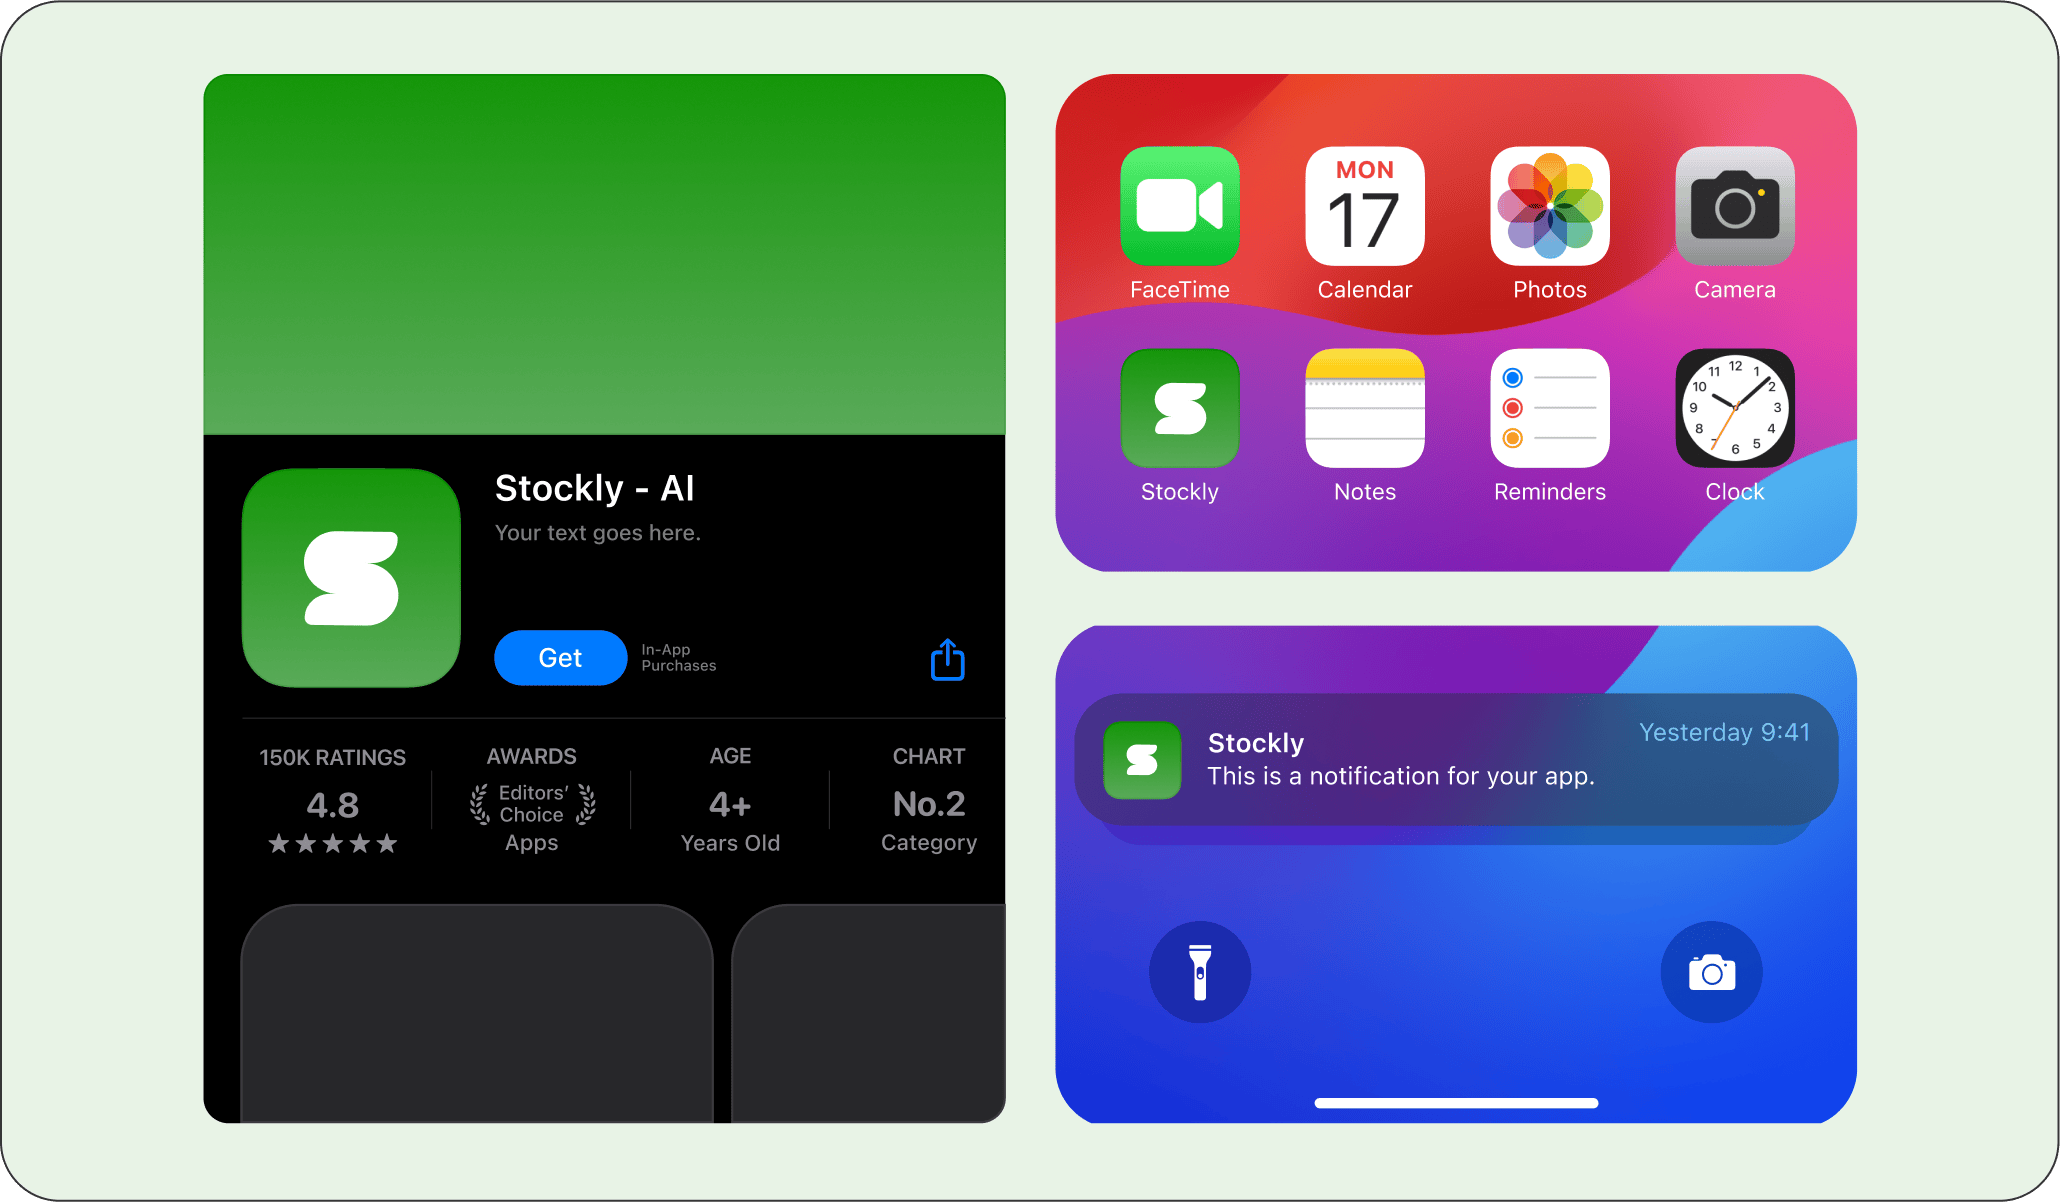 Stockly - AI
Your text goes here.
Get
In-App
Purchases
150K RATINGS
4.8
AWARDS
Editors’
Choice
Apps
AGE
4+
Years Old
CHART
No.2
Category
MON
17
FaceTime
Calendar
Photos
Camera
12
1
2
3
4
5
6
7
8
9
10
11
Stockly
Notes
Reminders
Clock
Stockly
Yesterday 9:41
This is a notification for your app.